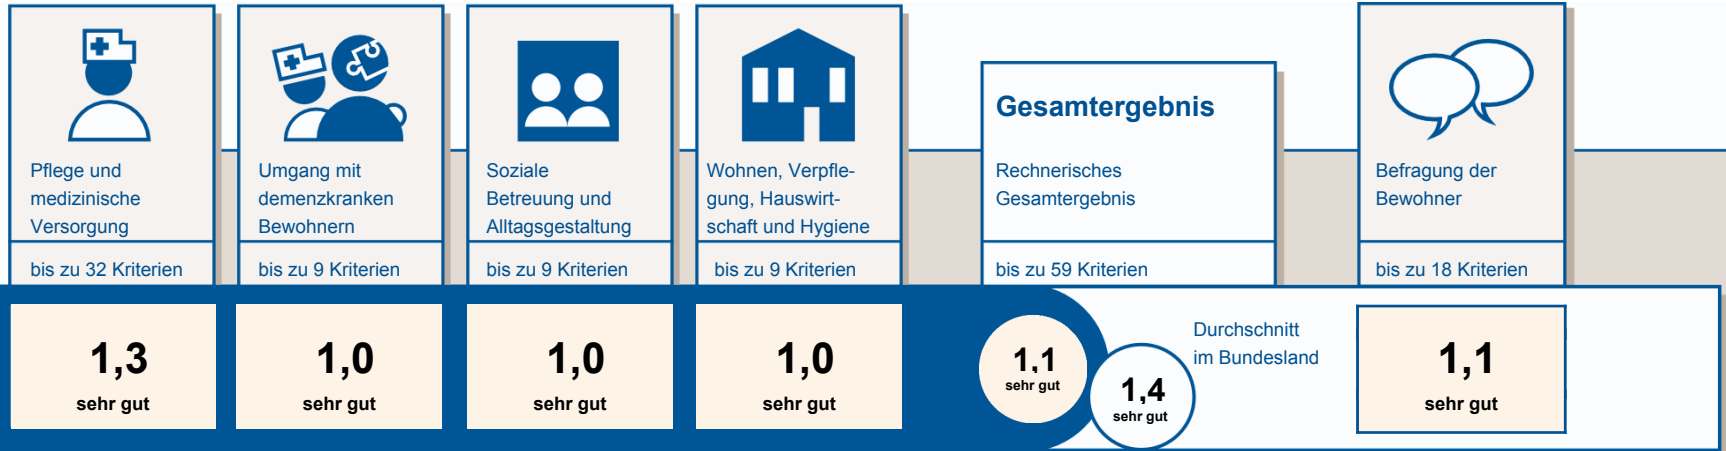 Pflege und
medizinische
Versorgung
bis zu 32 Kriterien
1,3
sehr gut
Umgang mit
demenzkranken
Bewohnern
bis zu 9 Kriterien
1,0
sehr gut
Soziale
Betreuung und
Alltagsgestaltung
bis zu 9 Kriterien
1,0
sehr gut
Wohnen, Verpfle-
gung, Hauswirt-
schaft und Hygiene
bis zu 9 Kriterien
1,0
sehr gut
Gesamtergebnis
Rechnerisches
Gesamtergebnis
bis zu 59 Kriterien
1,1
sehr gut
1,4
sehr gut
Durchschnitt
im Bundesland
Befragung der
Bewohner
bis zu 18 Kriterien
1,1
sehr gut